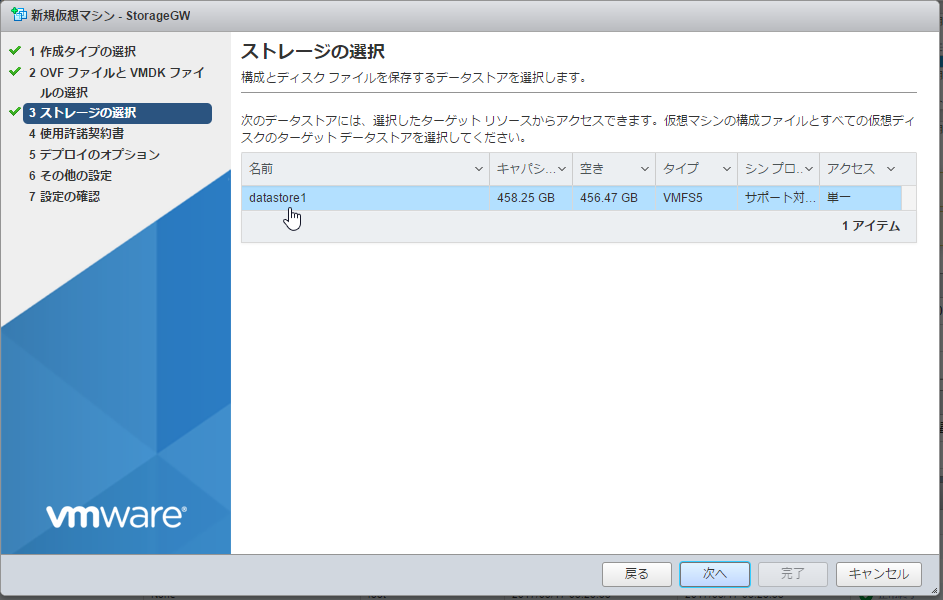 新規仮想マシン - StorageGW
1 作成タイプの選択
2 OVF ファイルと VMDK ファイ
ルの選択
3 ストレージの選択
4 使用許諾契約書
5 デプロイのオプション
6 その他の設定
7 設定の確認
vmware®
ストレージの選択
構成とディスク ファイルを保存するデータストアを選択します。
次のデータストアには、選択したターゲット リソースからアクセスできます。仮想マシンの構成ファイルとすべての仮想ディ
スクのターゲット データストアを選択してください。
名前 キャパシ... 空き タイプ シン プロ... アクセス
datastore1 458.25 GB 456.47 GB VMFS5 サポート対... 単一
1 アイテム
戻る 次へ 完了 キャンセル